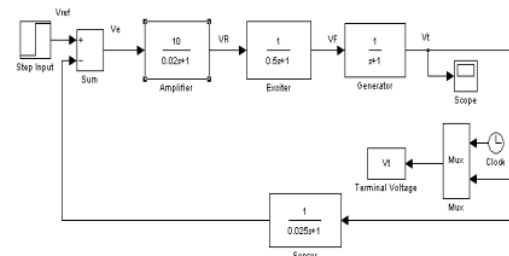 Vref
Ve
VR
VF
Vt
+
−
Step Input
Sum
10
0.02s+1
Amplifier
1
0.5s+1
Exciter
1
s+1
Generator
Scope
Vt
Terminal Voltage
Mux
Mux
Clock
1
0.025s+1
Sensor